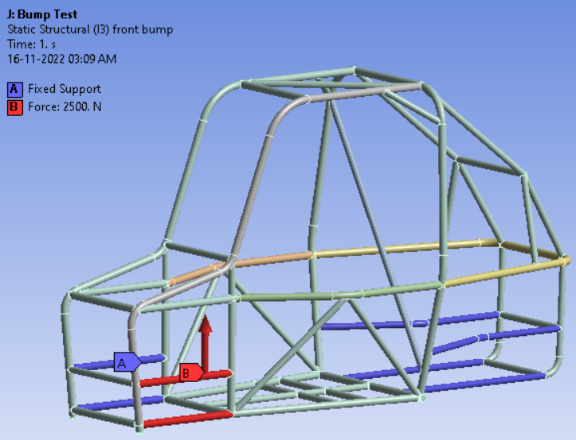 J: Bump Test
Static Structural (I3) front bump
Time: 1. s
16-11-2022 03:09 AM
A Fixed Support
B Force: 2500. N
A
B